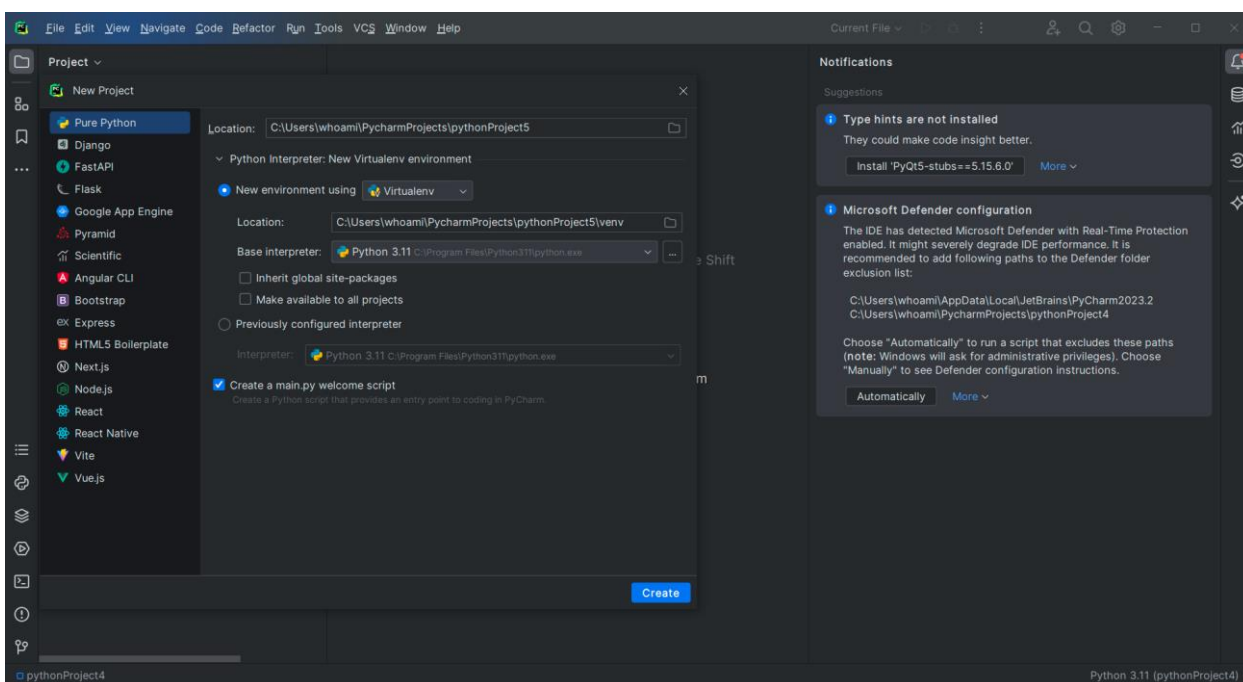 File Edit View Navigate Code Refactor Run Tools VCS Window Help
Current File
Project
New Project
Pure Python
Django
FastAPI
Flask
Google App Engine
Pyramid
Scientific
Angular CLI
Bootstrap
Express
HTML5 Boilerplate
Next.js
Node.js
React
React Native
Vite
Vue.js
Location: C:\Users\whoami\PycharmProjects\pythonProject5
Python Interpreter: New Virtualenv environment
New environment using Virtualenv
Location: C:\Users\whoami\PycharmProjects\pythonProject5\venv
Base interpreter: Python 3.11 C:\Program Files\Python311\python.exe
Inherit global site-packages
Make available to all projects
Previously configured interpreter
Interpreter: Python 3.11 C:\Program Files\Python311\python.exe
Create a main.py welcome script
Create a Python script that provides an entry point to coding in PyCharm.
Create
e Shift
m
Notifications
Suggestions
Type hints are not installed
They could make code insight better.
Install 'PyQt5-stubs==5.15.6.0' More
Microsoft Defender configuration
The IDE has detected Microsoft Defender with Real-Time Protection
enabled. It might severely degrade IDE performance. It is
recommended to add following paths to the Defender folder
exclusion list:
C:\Users\whoami\AppData\Local\JetBrains\PyCharm2023.2
C:\Users\whoami\PycharmProjects\pythonProject4
Choose "Automatically" to run a script that excludes these paths
(note: Windows will ask for administrative privileges). Choose
"Manually" to see Defender configuration instructions.
Automatically More
pythonProject4
Python 3.11 (pythonProject4)